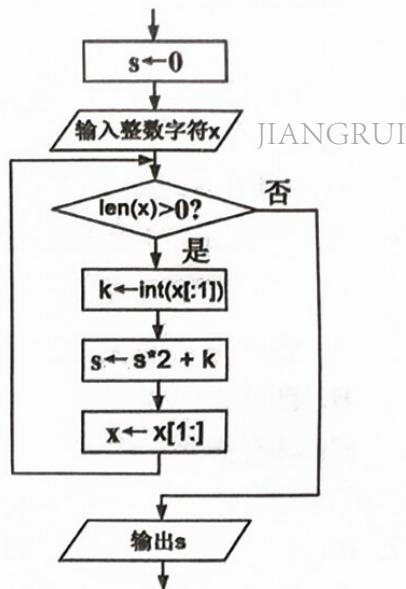 s←0
输入整数字符x
JIANGRUI
len(x)>0?
否
是
k←int(x[:1])
s←s*2 + k
x←x[1:]
输出s